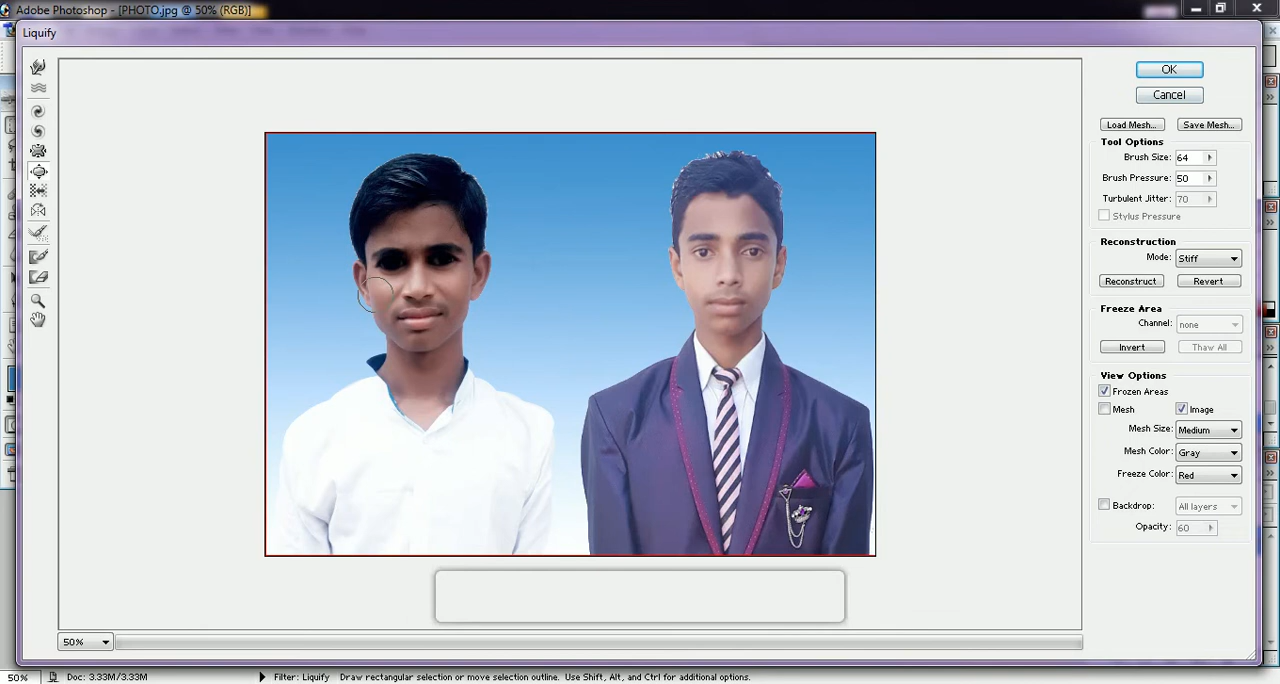 Adobe Photoshop - [PHOTO.jpg @ 50% (RGB)]
Liquify
OK
Cancel
Load Mesh... Save Mesh...
Tool Options
Brush Size: 64
Brush Pressure: 50
Turbulent Jitter: 70
Stylus Pressure
Reconstruction
Mode: Stiff
Reconstruct Revert
Freeze Area
Channel: none
Invert Thaw All
View Options
Frozen Areas
Mesh Image
Mesh Size: Medium
Mesh Color: Gray
Freeze Color: Red
Backdrop: All layers
Opacity: 60
50%
50% Doc: 3.33M/3.33M Filter: Liquify Draw rectangular selection or move selection outline. Use Shift, Alt, and Ctrl for additional options.